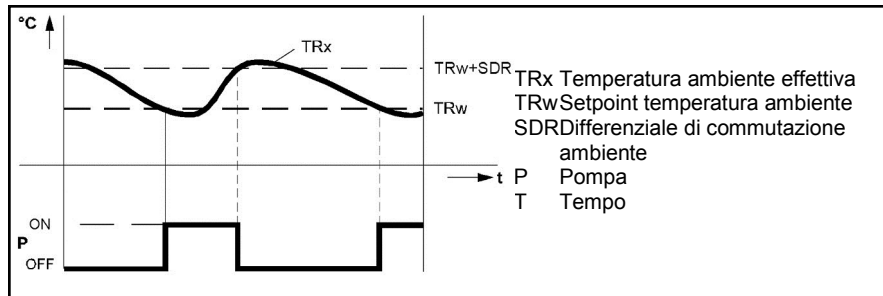 °C
TRx
TRw+SDR
TRw
t
ON
P
OFF
TRx Temperatura ambiente effettiva
TRwSetpoint temperatura ambiente
SDRDifferenziale di commutazione
ambiente
P Pompa
T Tempo